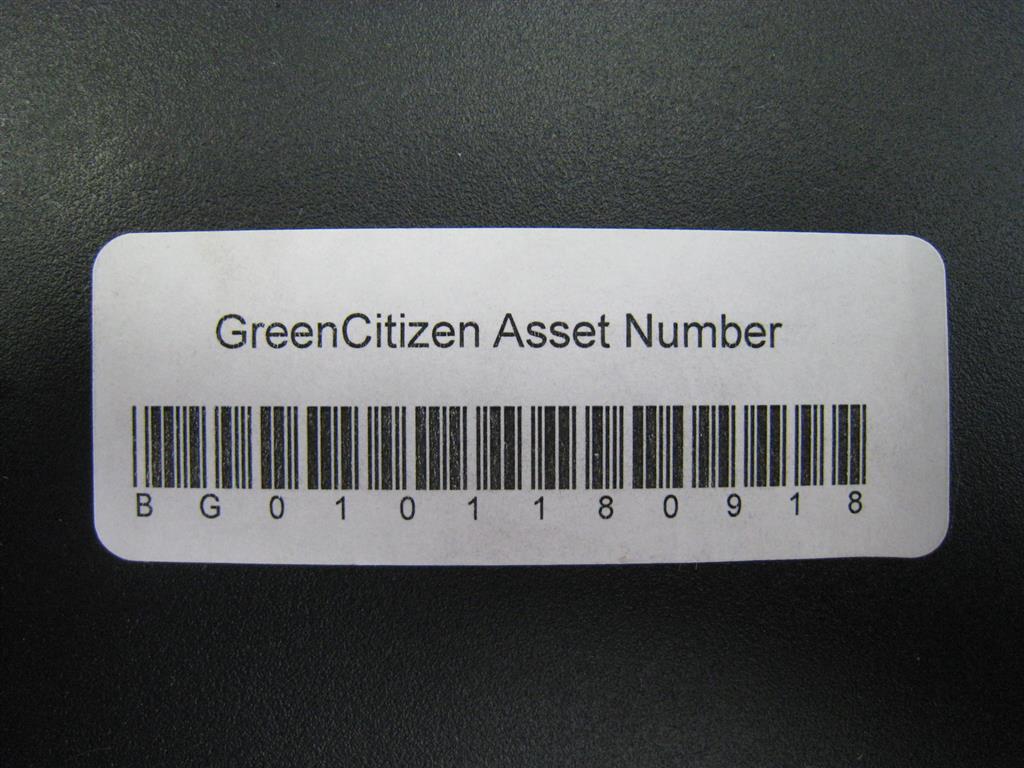 GreenCitizen Asset Number
B G 0 1 0 1 1 8 0 9 1 8